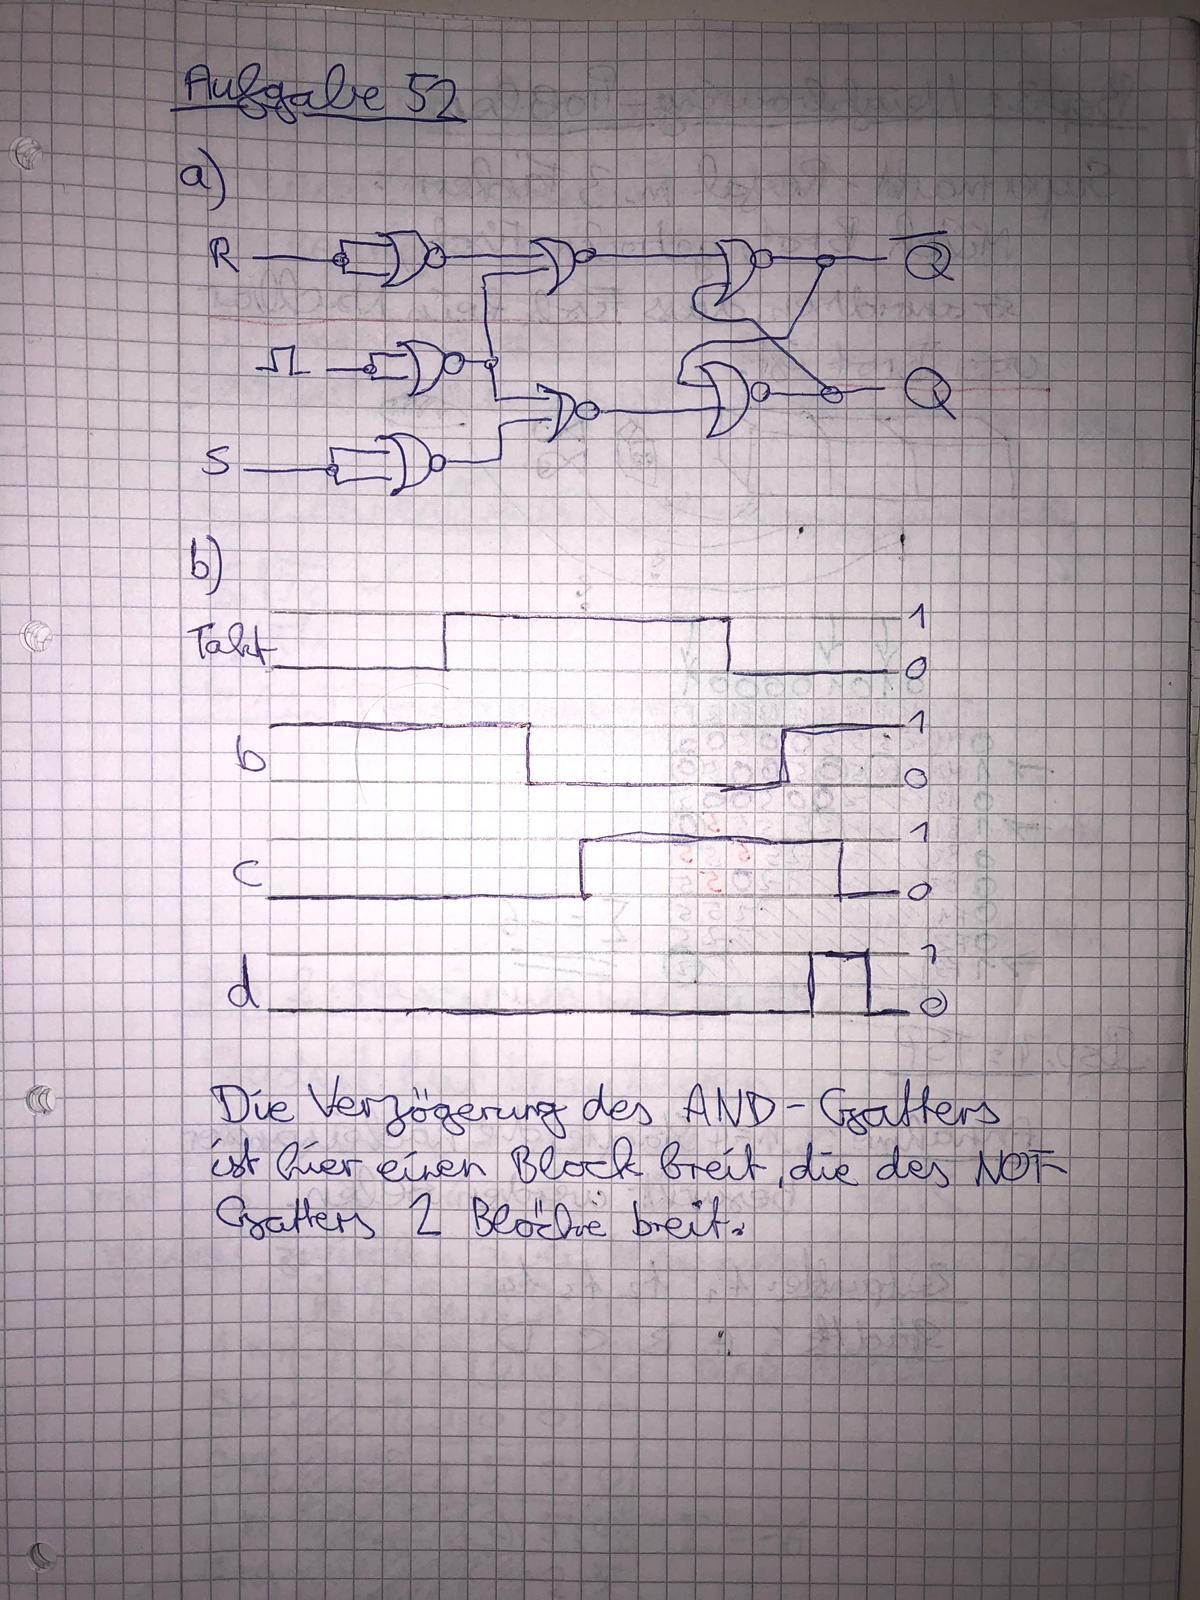 Aufgabe 52
a)
R
Q
Q
S
b)
Takt 1
0
b 1
0
c 1
0
d 1
0
Die Verzögerung des AND-Gatters
ist hier einen Block breit, die des NOT-
Gatters 2 Blöcke breit.